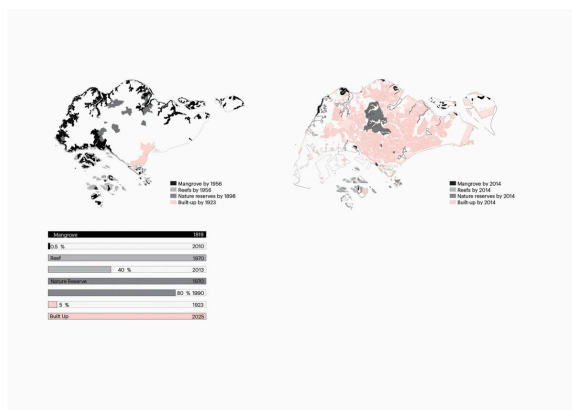 Mangrove by 1956
Reefs by 1956
Nature reserves by 1898
Built-up by 1923
Mangrove by 2014
Reefs by 2014
Nature reserves by 2014
Built-up by 2014
Mangrove 1819
0.5 % 2010
Reef 1970
40 % 2013
Nature Reserve 1970
80 % 1990
5 % 1923
Built Up 2025